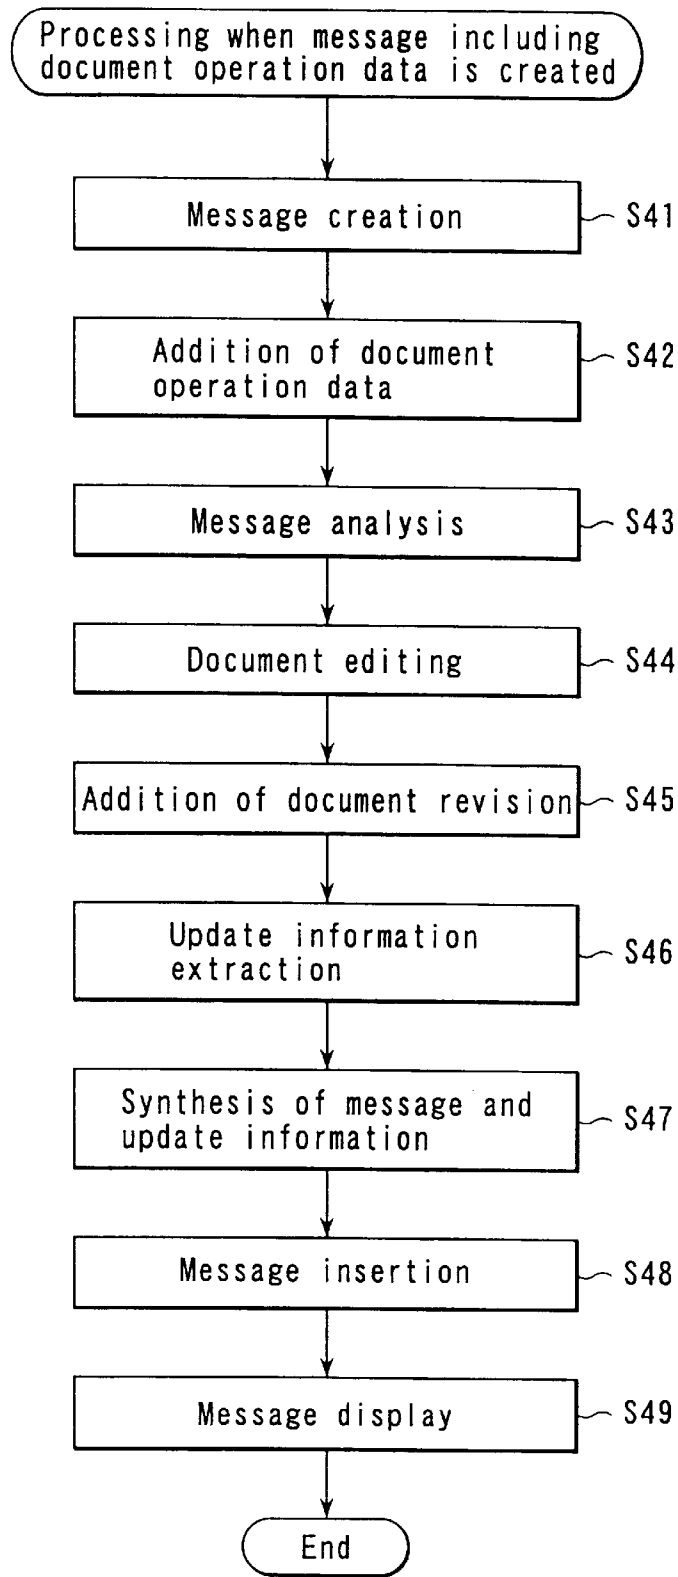 Processing when message including
document operation data is created
Message creation
S41
Addition of document
operation data
S42
Message analysis
S43
Document editing
S44
Addition of document revision
S45
Update information
extraction
S46
Synthesis of message and
update information
S47
Message insertion
S48
Message display
S49
End